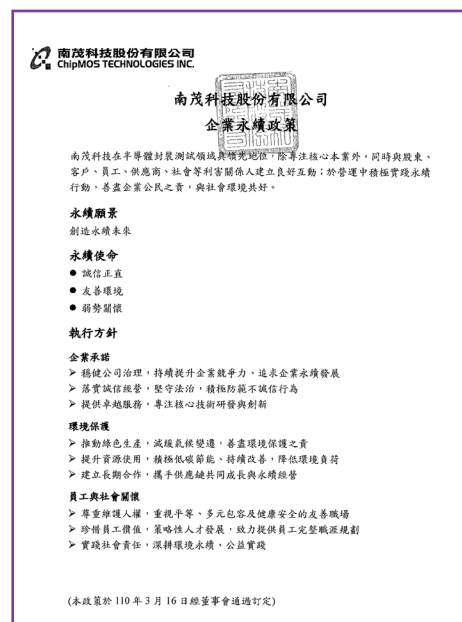 南茂科技股份有限公司
ChipMOS TECHNOLOGIES INC.
南茂科技股份有限公司
企業永續政策
南茂科技在半導體封裝測試領域具領先地位，除專注核心本業外，同時與股東、
客戶、員工、供應商、社會等利害關係人建立良好互動；於營運中積極實踐永續
行動，善盡企業公民之責，與社會環境共好。
永續願景
創造永續未來
永續使命
● 誠信正直
● 友善環境
● 弱勢關懷
執行方針
企業承諾
➢ 穩健公司治理，持續提升企業競爭力、追求企業永續發展
➢ 落實誠信經營，堅守法治，積極防範不誠信行為
➢ 提供卓越服務，專注核心技術研發與創新
環境保護
➢ 推動綠色生產，減緩氣候變遷，善盡環境保護之責
➢ 提升資源使用，積極低碳節能、持續改善，降低環境負荷
➢ 建立長期合作，攜手供應鏈共同成長與永續經營
員工與社會關懷
➢ 尊重維護人權，重視平等、多元包容及健康安全的友善職場
➢ 珍惜員工價值，策略性人才發展，致力提供員工完整職涯規劃
➢ 實踐社會責任，深耕環境永續、公益實踐
(本政策於 110 年 3 月 16 日經董事會通過訂定)